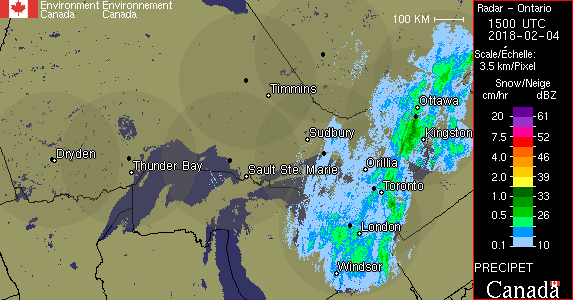 Environment Environnement
Canada Canada
100 KM
Timmins
Ottawa
Sudbury
Kingston
Dryden
Thunder Bay
Orillia
Sault Ste. Marie
Toronto
London
Windsor
Radar - Ontario
1500 UTC
2018-02-04
Scale/Échelle:
3.5 km/Pixel
Snow/Neige
cm/hr dBZ
20 61
7.5 52
4.0 46
2.0 39
1.0 33
0.5 26
0.1 10
PRECIPET
Canada